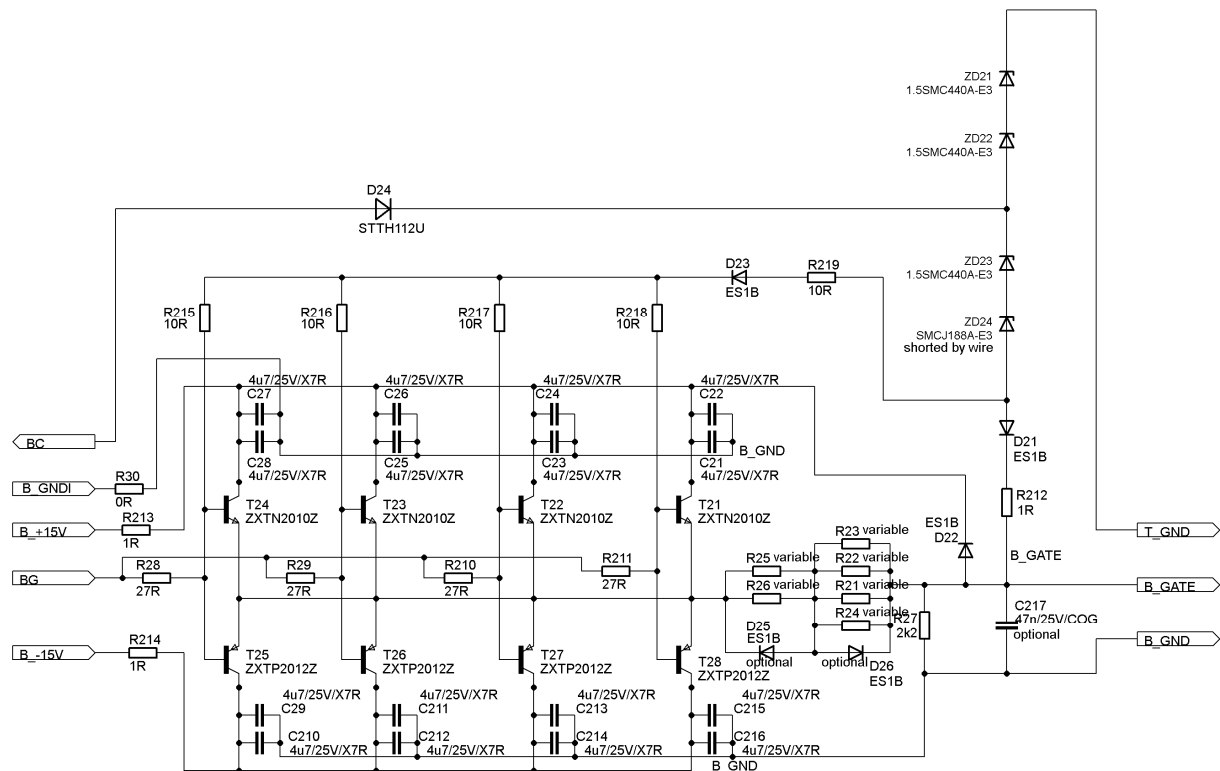 ZD21
1.5SMC440A-E3
ZD22
1.5SMC440A-E3
D24
STTH112U
ZD23
1.5SMC440A-E3
D23
ES1B
R219
10R
R215
10R
R216
10R
R217
10R
R218
10R
ZD24
SMCJ188A-E3
shorted by wire
4u7/25V/X7R
4u7/25V/X7R
4u7/25V/X7R
4u7/25V/X7R
C27
C26
C24
C22
BC
D21
ES1B
C28
C25
C23
C21
B_GND
4u7/25V/X7R
4u7/25V/X7R
4u7/25V/X7R
4u7/25V/X7R
R30
0R
B_GNDI
R212
1R
T24
ZXTN2010Z
T23
ZXTN2010Z
T22
ZXTN2010Z
T21
ZXTN2010Z
B_+15V
R213
1R
ES1B
D22
T_GND
R23 variable
B_GATE
R25 variable
R22 variable
BG
R28
27R
R29
27R
R210
27R
R211
27R
R26 variable
R21 variable
B_GATE
R24 variable
R27
2k2
C217
47n/25V/COG
optional
B_GND
B_-15V
R214
1R
T25
ZXTP2012Z
T26
ZXTP2012Z
T27
ZXTP2012Z
T28
ZXTP2012Z
D25
ES1B
optional
optional
D26
ES1B
4u7/25V/X7R
4u7/25V/X7R
4u7/25V/X7R
4u7/25V/X7R
C29
C211
C213
C215
C210
C212
C214
C216
4u7/25V/X7R
4u7/25V/X7R
4u7/25V/X7R
4u7/25V/X7R
B_GND